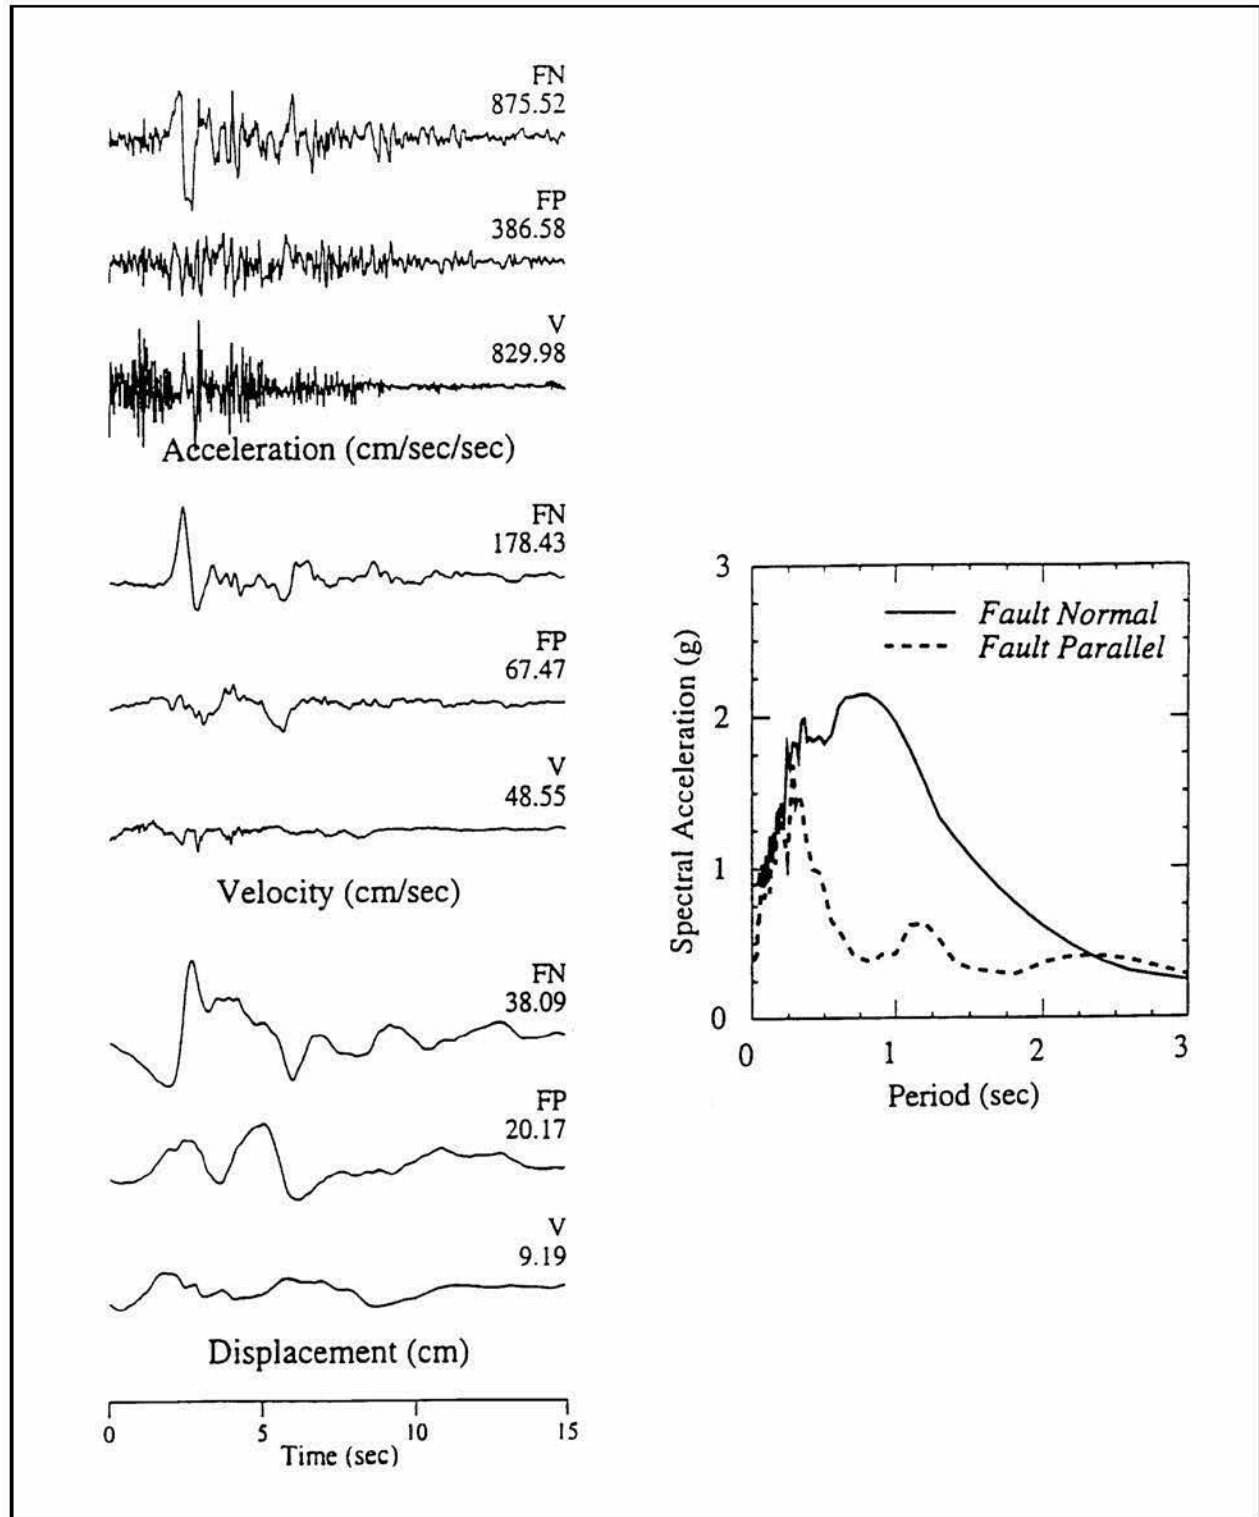 FN
875.52
FP
386.58
V
829.98
Acceleration (cm/sec/sec)
FN
178.43
FP
67.47
V
48.55
Velocity (cm/sec)
FN
38.09
FP
20.17
V
9.19
Displacement (cm)
0 5 10 15
Time (sec)
3
2
1
0
Spectral Acceleration (g)
Fault Normal
Fault Parallel
0 1 2 3
Period (sec)